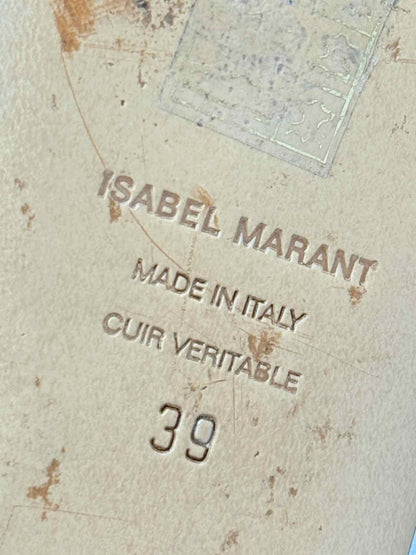 ISABEL MARANT
MADE IN ITALY
CUIR VERITABLE
39